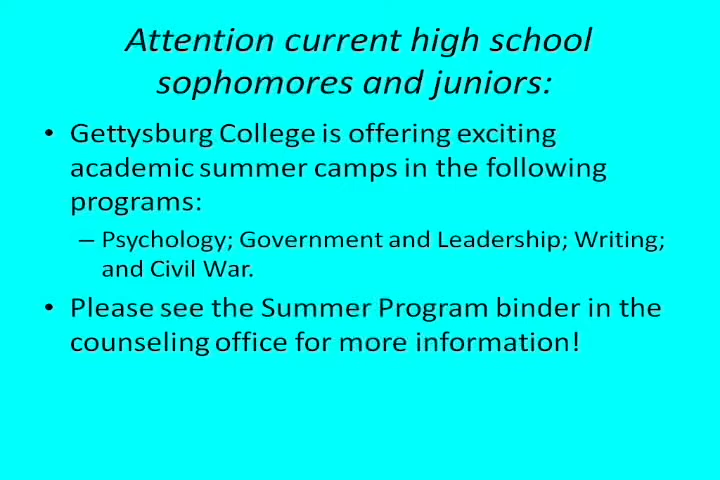 Attention current high school
sophomores and juniors:
• Gettysburg College is offering exciting
academic summer camps in the following
programs:
– Psychology; Government and Leadership; Writing;
and Civil War.
• Please see the Summer Program binder in the
counseling office for more information!